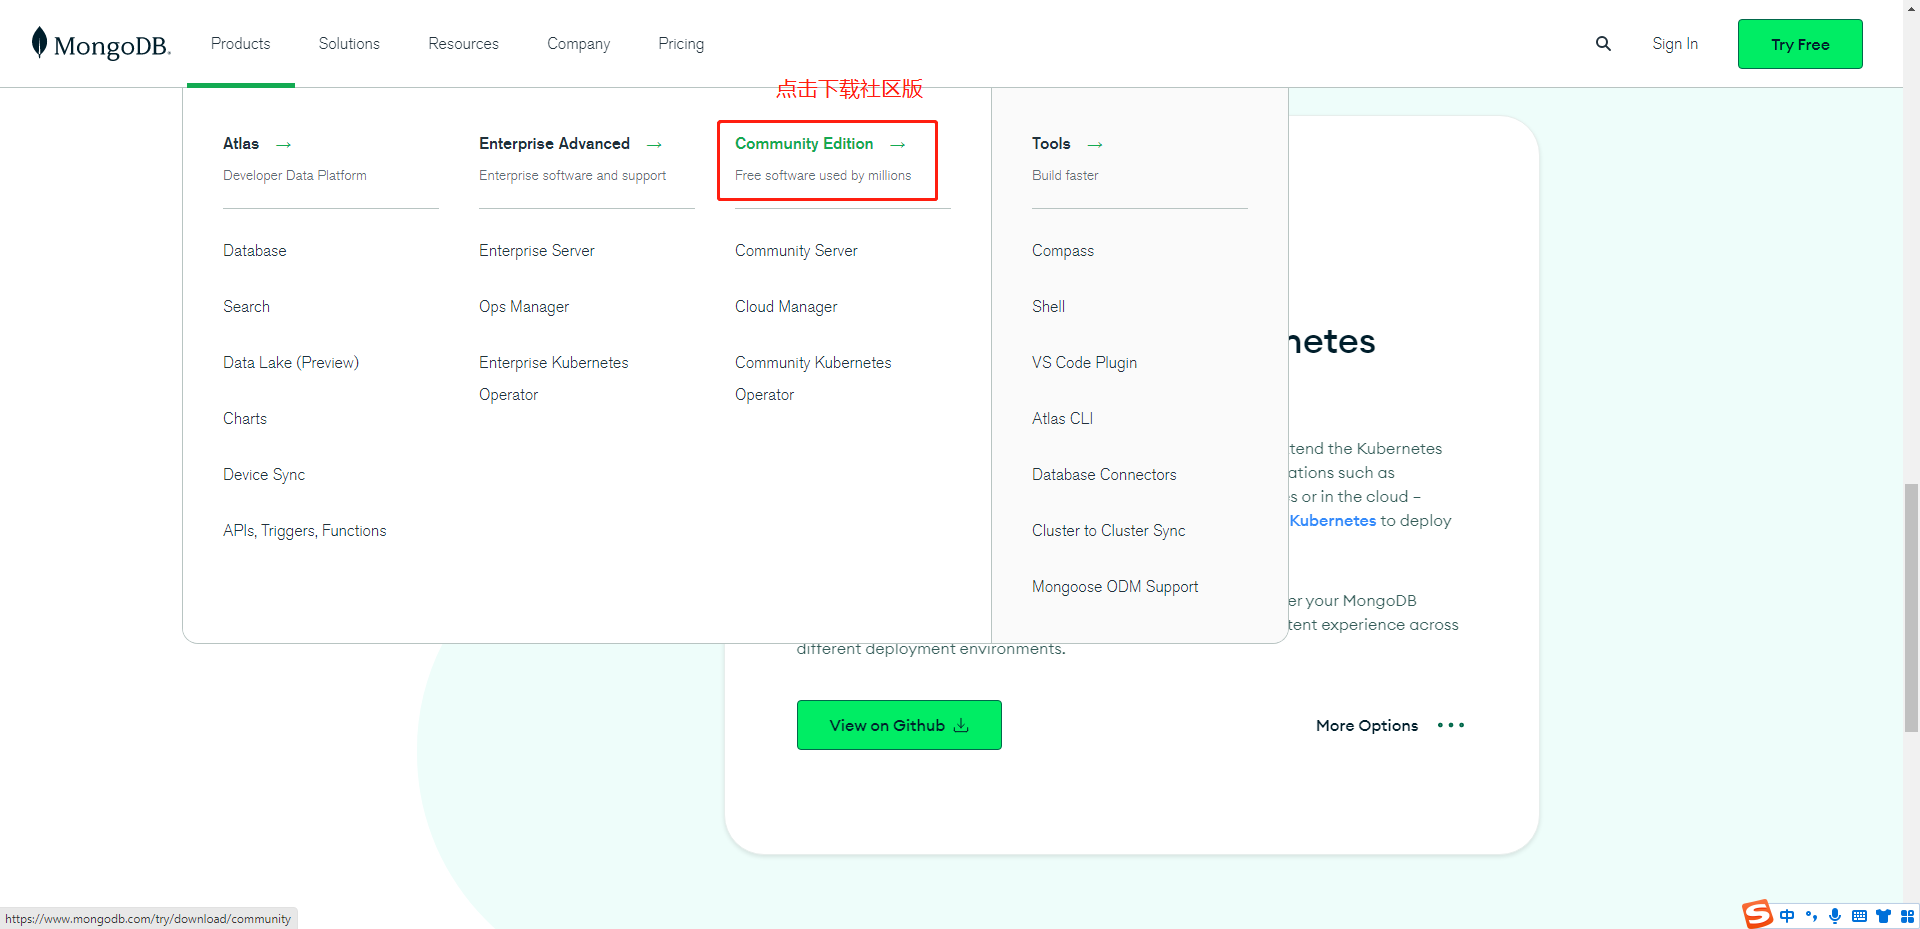 MongoDB.
Products
Solutions
Resources
Company
Pricing
Sign In
Try Free
点击下载社区版
Atlas →
Developer Data Platform
Database
Search
Data Lake (Preview)
Charts
Device Sync
APIs, Triggers, Functions
Enterprise Advanced →
Enterprise software and support
Enterprise Server
Ops Manager
Enterprise Kubernetes
Operator
Community Edition →
Free software used by millions
Community Server
Cloud Manager
Community Kubernetes
Operator
Tools →
Build faster
Compass
Shell
VS Code Plugin
Atlas CLI
Database Connectors
Cluster to Cluster Sync
Mongoose ODM Support
netes
tend the Kubernetes
ations such as
s or in the cloud –
Kubernetes to deploy
er your MongoDB
tent experience across
different deployment environments.
View on Github
More Options •••
https://www.mongodb.com/try/download/community
S 中 °,